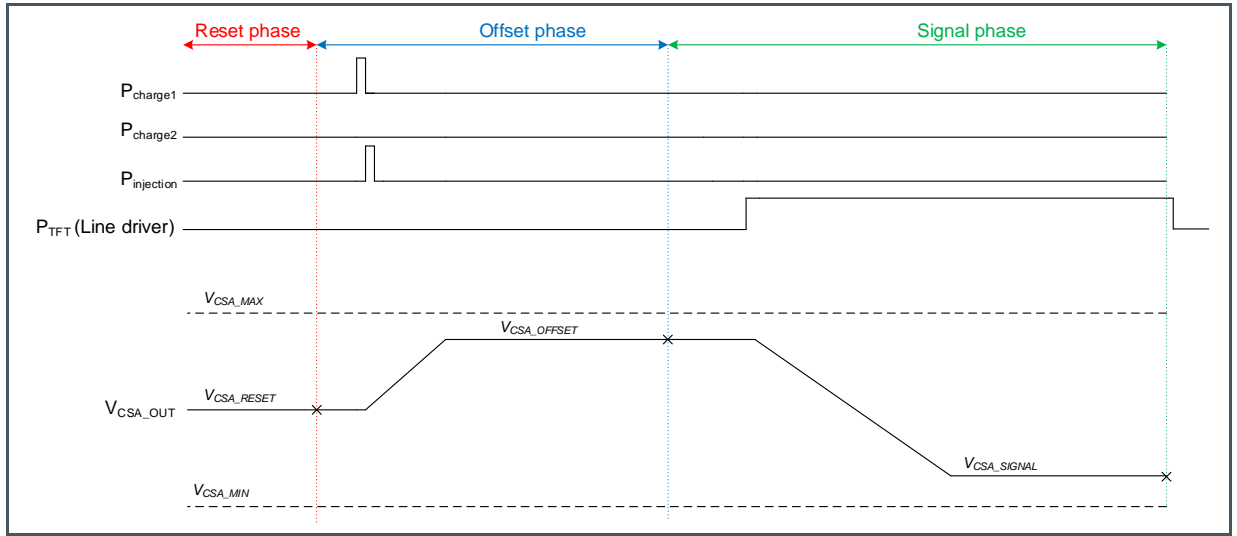 Reset phase Offset phase Signal phase
Pcharge1
Pcharge2
Pinjection
PTFT (Line driver)
VCSA_MAX
VCSA_OFFSET
VCSA_RESET
VCSA_OUT
VCSA_SIGNAL
VCSA_MIN